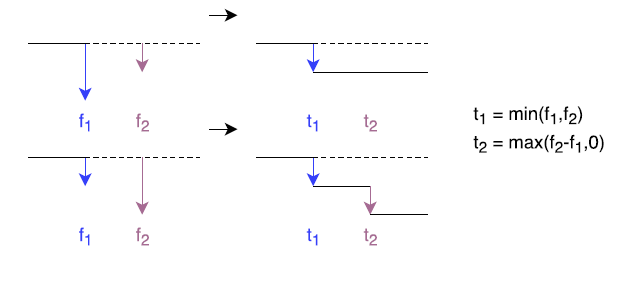 f₁ f₂ t₁ t₂
t₁ = min(f₁,f₂)
t₂ = max(f₂-f₁,0)
f₁ f₂ t₁ t₂